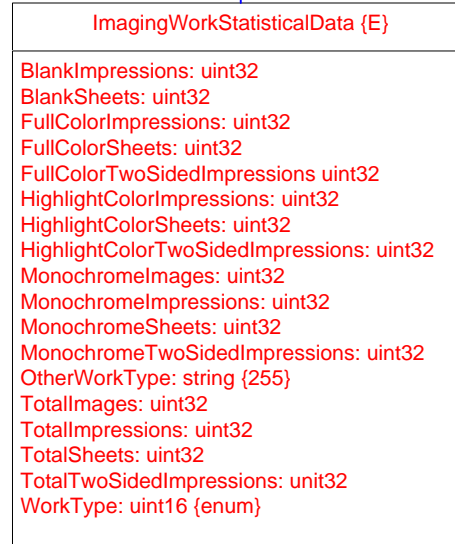 ImagingWorkStatisticalData {E}
BlankImpressions: uint32
BlankSheets: uint32
FullColorImpressions: uint32
FullColorSheets: uint32
FullColorTwoSidedImpressions uint32
HighlightColorImpressions: uint32
HighlightColorSheets: uint32
HighlightColorTwoSidedImpressions: uint32
MonochromeImages: uint32
MonochromeImpressions: uint32
MonochromeSheets: uint32
MonochromeTwoSidedImpressions: uint32
OtherWorkType: string {255}
TotalImages: uint32
TotalImpressions: uint32
TotalSheets: uint32
TotalTwoSidedImpressions: unit32
WorkType: uint16 {enum}